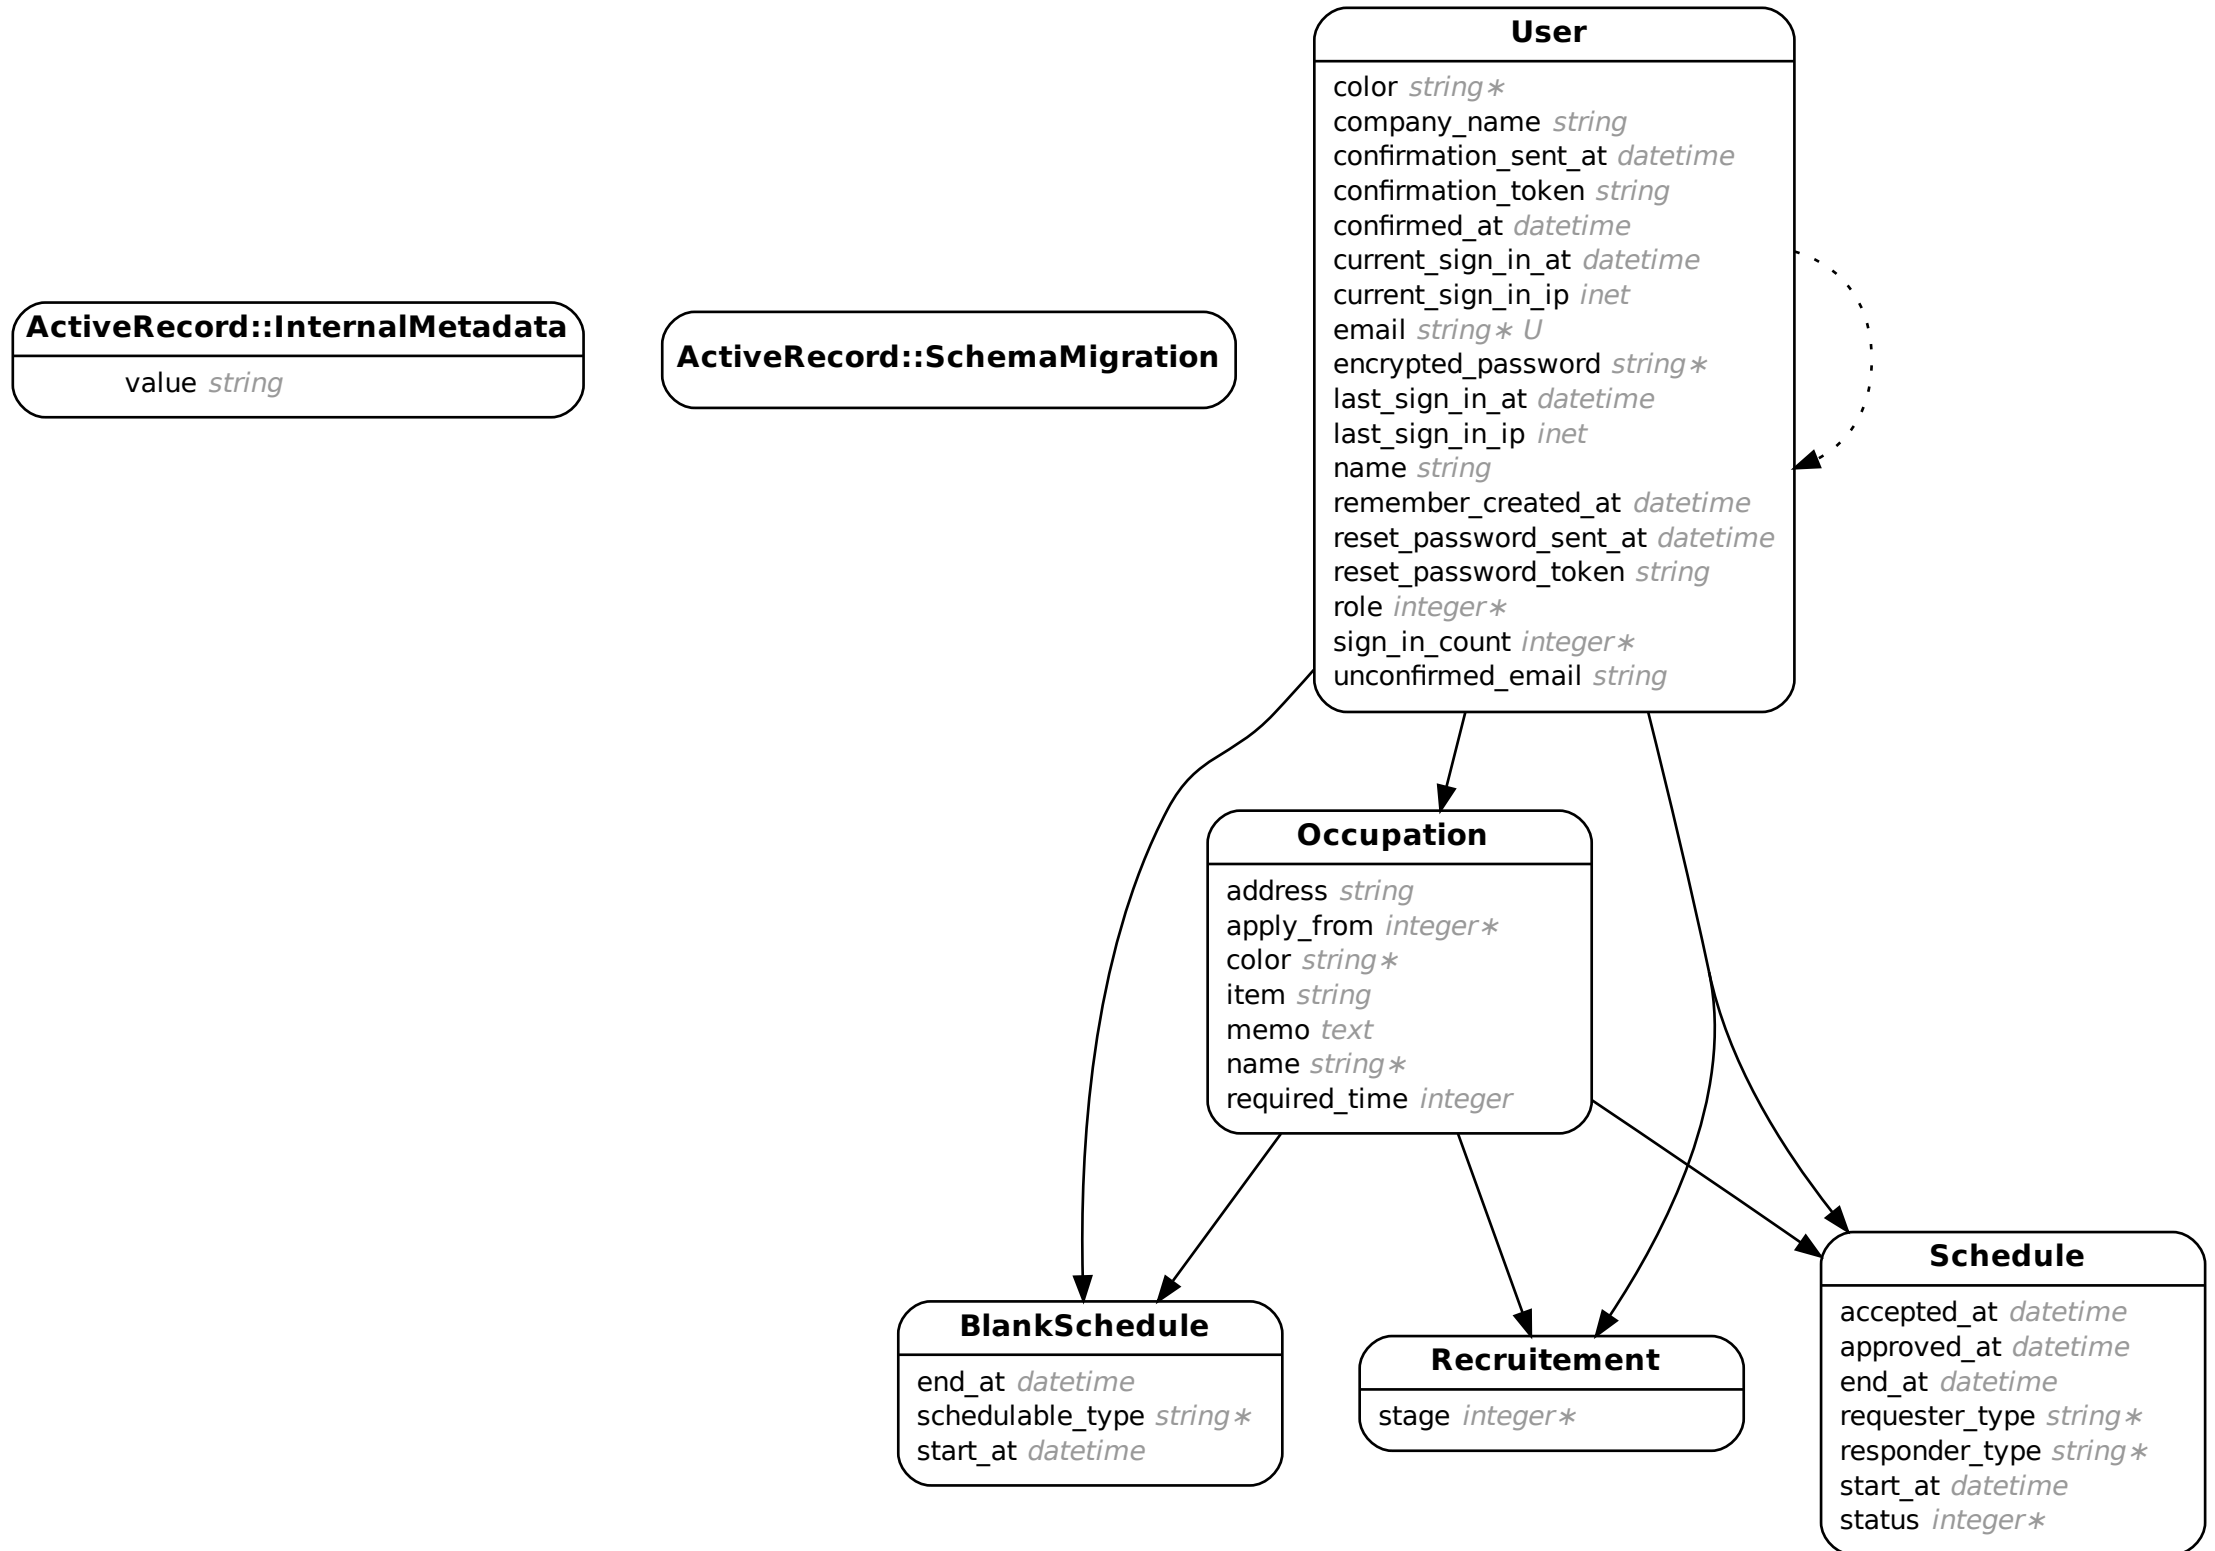 User
color string∗
company_name string
confirmation_sent_at datetime
confirmation_token string
confirmed_at datetime
current_sign_in_at datetime
current_sign_in_ip inet
email string∗ U
encrypted_password string∗
last_sign_in_at datetime
last_sign_in_ip inet
name string
remember_created_at datetime
reset_password_sent_at datetime
reset_password_token string
role integer∗
sign_in_count integer∗
unconfirmed_email string
ActiveRecord::InternalMetadata
value string
ActiveRecord::SchemaMigration
Occupation
address string
apply_from integer∗
color string∗
item string
memo text
name string∗
required_time integer
BlankSchedule
end_at datetime
schedulable_type string∗
start_at datetime
Recruitement
stage integer∗
Schedule
accepted_at datetime
approved_at datetime
end_at datetime
requester_type string∗
responder_type string∗
start_at datetime
status integer∗